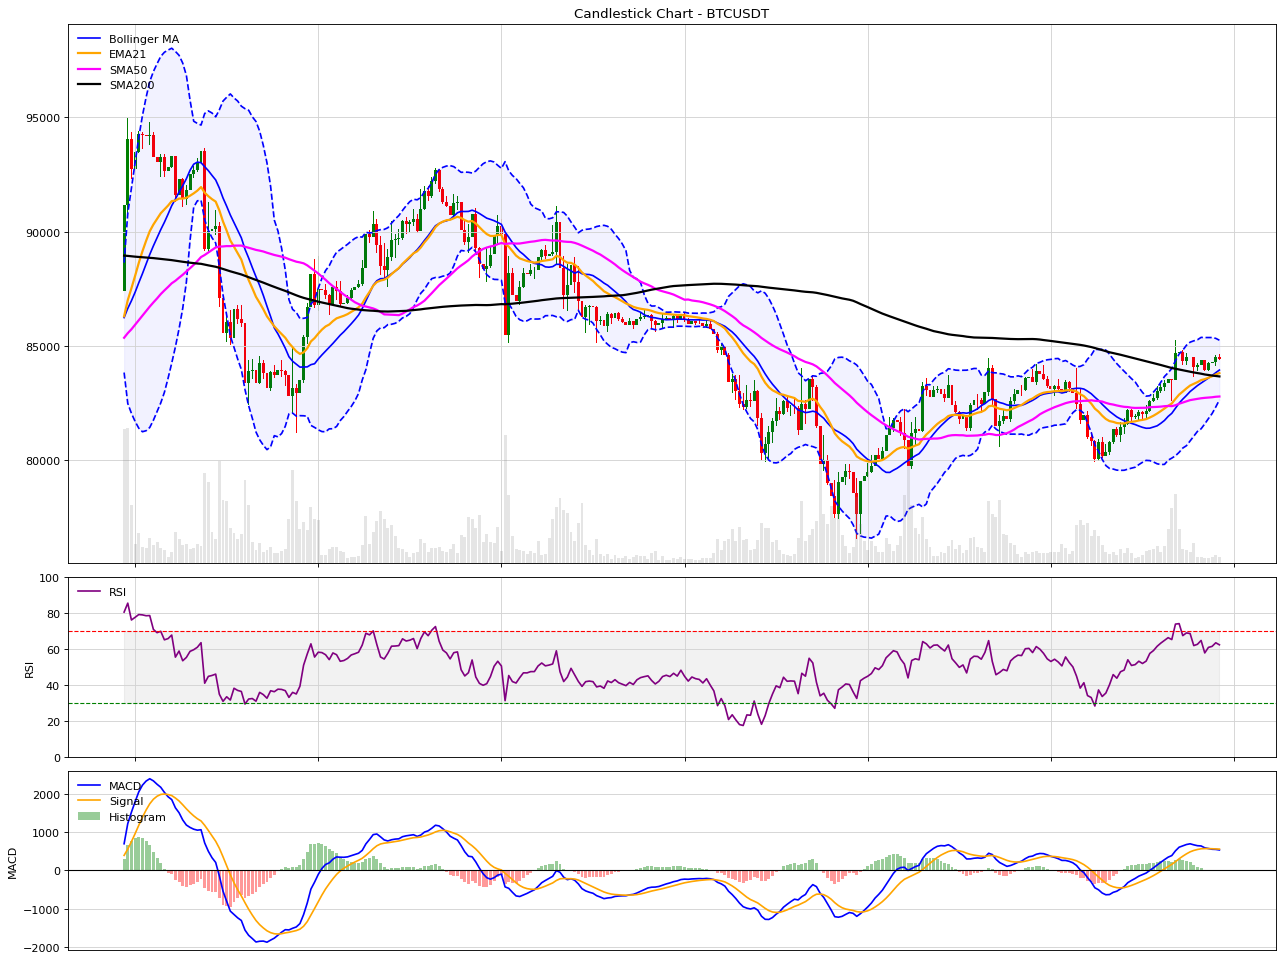 Candlestick Chart - BTCUSDT
Bollinger MA
EMA21
SMA50
SMA200
95000
90000
85000
80000
RSI
100
80
60
40
20
0
RSI
MACD
Signal
Histogram
2000
1000
0
−1000
−2000
MACD